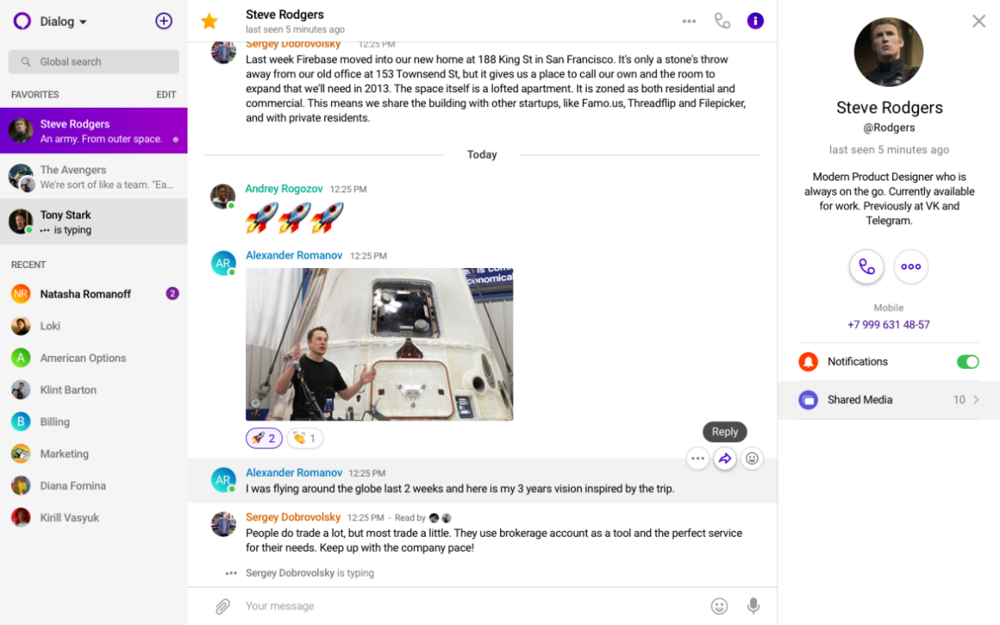 Dialog
Global search
FAVORITES EDIT
Steve Rodgers
An army. From outer space.
The Avengers
We're sort of like a team. "Ea...
Tony Stark
is typing
RECENT
NR Natasha Romanoff 2
Loki
A American Options
Klint Barton
B Billing
Marketing
Diana Fomina
Kirill Vasyuk
Steve Rodgers
last seen 5 minutes ago
Sergey Dobrovolsky 12:25 PM
Last week Firebase moved into our new home at 188 King St in San Francisco. It's only a stone's throw
away from our old office at 153 Townsend St, but it gives us a place to call our own and the room to
expand that we'll need in 2013. The space itself is a lofted apartment. It is zoned as both residential and
commercial. This means we share the building with other startups, like Famo.us, Threadflip and Filepicker,
and with private residents.
Today
Andrey Rogozov 12:25 PM
AR Alexander Romanov 12:25 PM
2 1
Reply
AR Alexander Romanov 12:25 PM
I was flying around the globe last 2 weeks and here is my 3 years vision inspired by the trip.
Sergey Dobrovolsky 12:25 PM - Read by
People do trade a lot, but most trade a little. They use brokerage account as a tool and the perfect service
for their needs. Keep up with the company pace!
Sergey Dobrovolsky is typing
Your message
Steve Rodgers
@Rodgers
last seen 5 minutes ago
Modern Product Designer who is
always on the go. Currently available
for work. Previously at VK and
Telegram.
Mobile
+7 999 631 48-57
Notifications
Shared Media 10